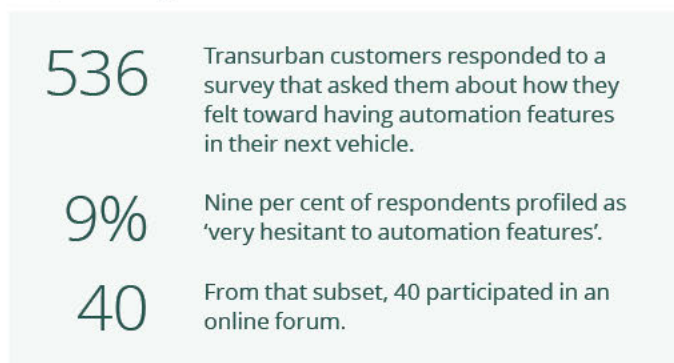 536
Transurban customers responded to a
survey that asked them about how they
felt toward having automation features
in their next vehicle.
9%
Nine per cent of respondents profiled as
‘very hesitant to automation features’.
40
From that subset, 40 participated in an
online forum.